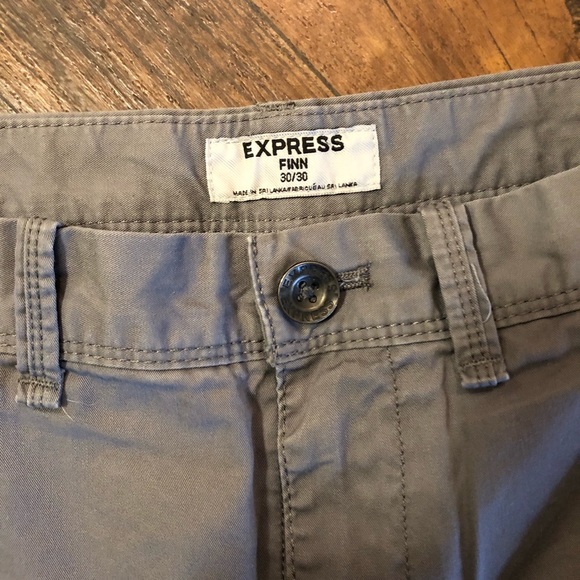 EXPRESS
FINN
30/30
MADE IN SRI LANKA/FABRIQUÉ AU SRI LANKA